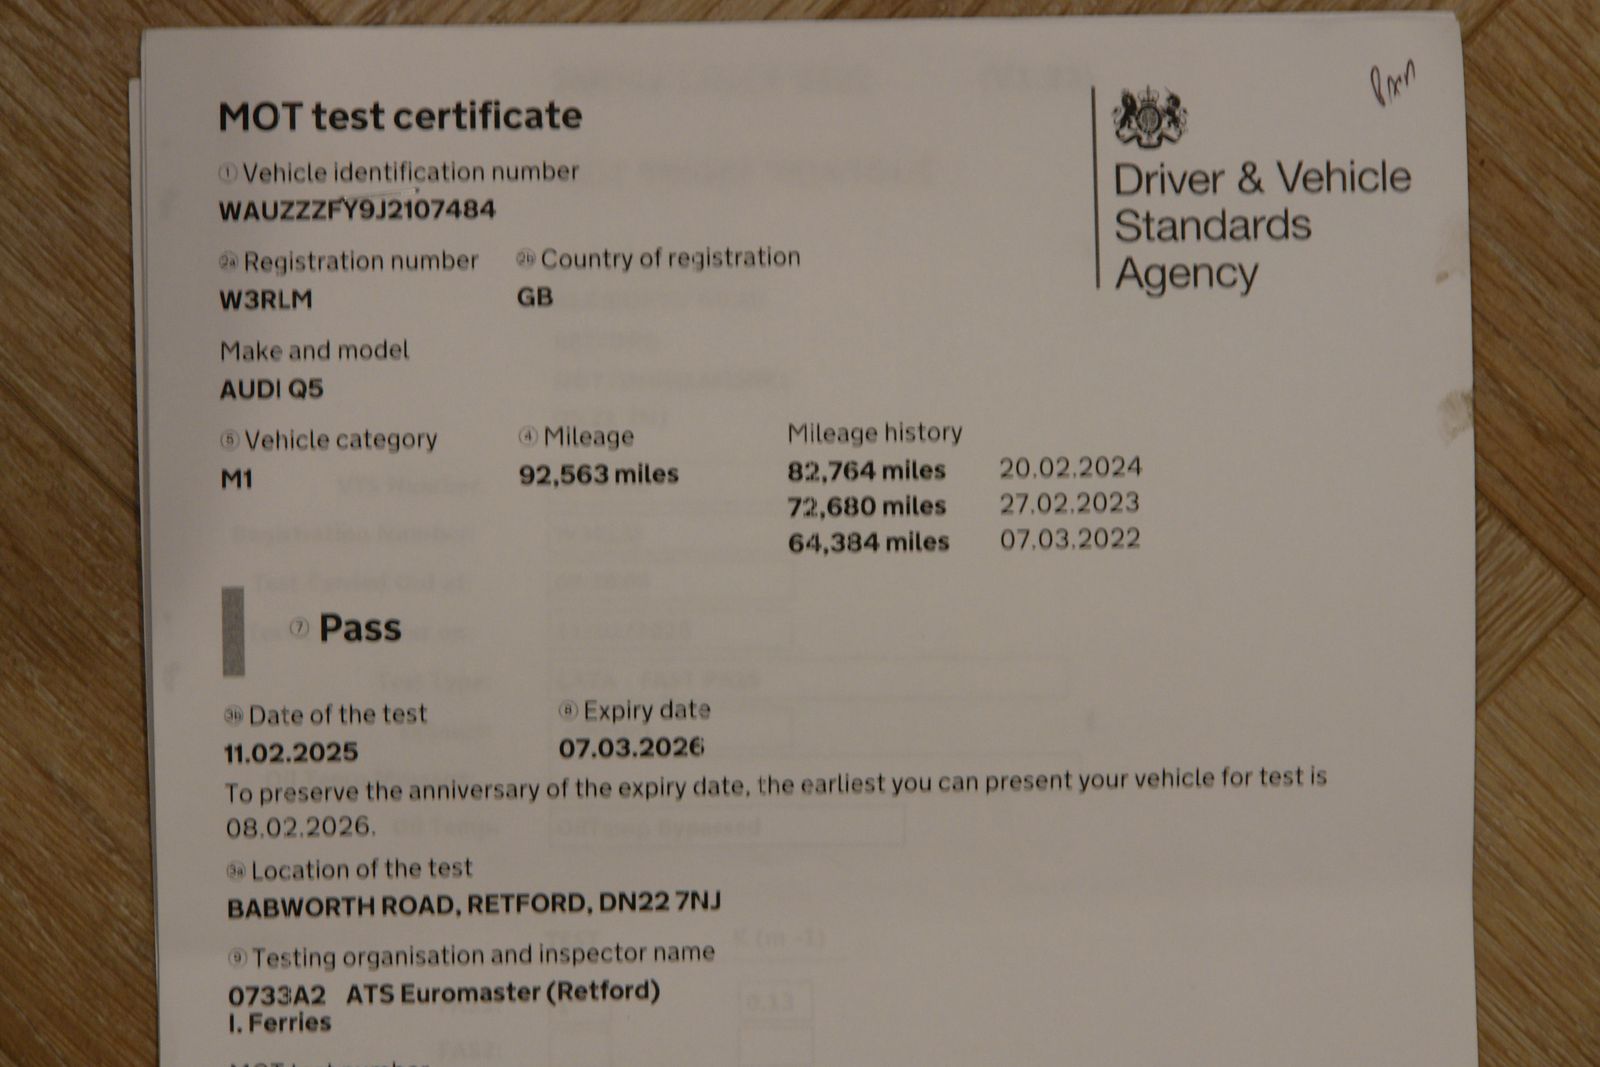 MOT test certificate
① Vehicle identification number
WAUZZZFY9J2107484
2a Registration number 2b Country of registration
W3RLM GB
Make and model
AUDI Q5
⑤ Vehicle category ④ Mileage Mileage history
M1 92,563 miles 82,764 miles 20.02.2024
72,680 miles 27.02.2023
64,384 miles 07.03.2022
⑦ Pass
3b Date of the test ⑧ Expiry date
11.02.2025 07.03.2026
To preserve the anniversary of the expiry date, the earliest you can present your vehicle for test is
08.02.2026.
3a Location of the test
BABWORTH ROAD, RETFORD, DN22 7NJ
⑨ Testing organisation and inspector name
0733A2 ATS Euromaster (Retford)
I. Ferries
MOT test number
Driver & Vehicle
Standards
Agency